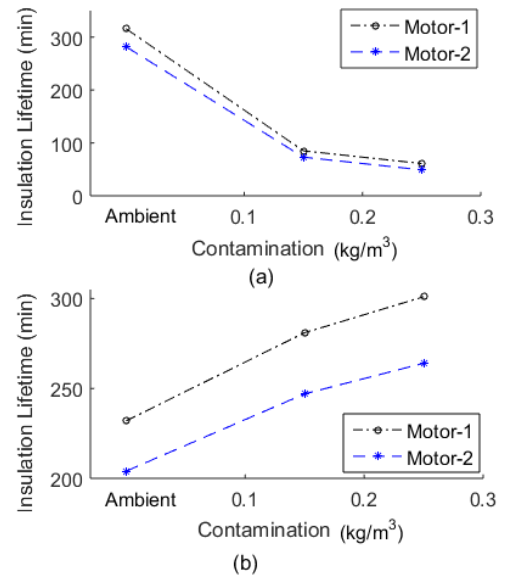 Insulation Lifetime (min)
300
200
100
0
Motor-1
Motor-2
Ambient 0.1 0.2 0.3
Contamination (kg/m³)
(a)
Insulation Lifetime (min)
300
250
200
Motor-1
Motor-2
Ambient 0.1 0.2 0.3
Contamination (kg/m³)
(b)